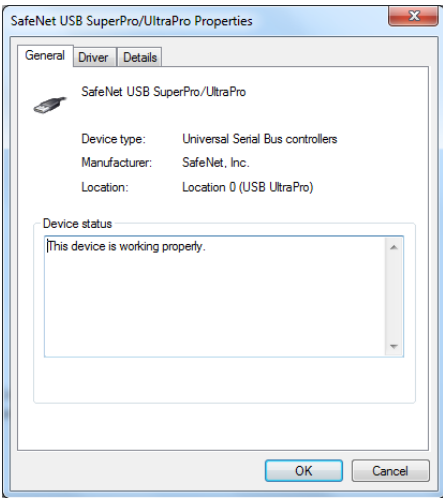 SafeNet USB SuperPro/UltraPro Properties
General Driver Details
SafeNet USB SuperPro/UltraPro
Device type: Universal Serial Bus controllers
Manufacturer: SafeNet, Inc.
Location: Location 0 (USB UltraPro)
Device status
This device is working properly.
OK Cancel